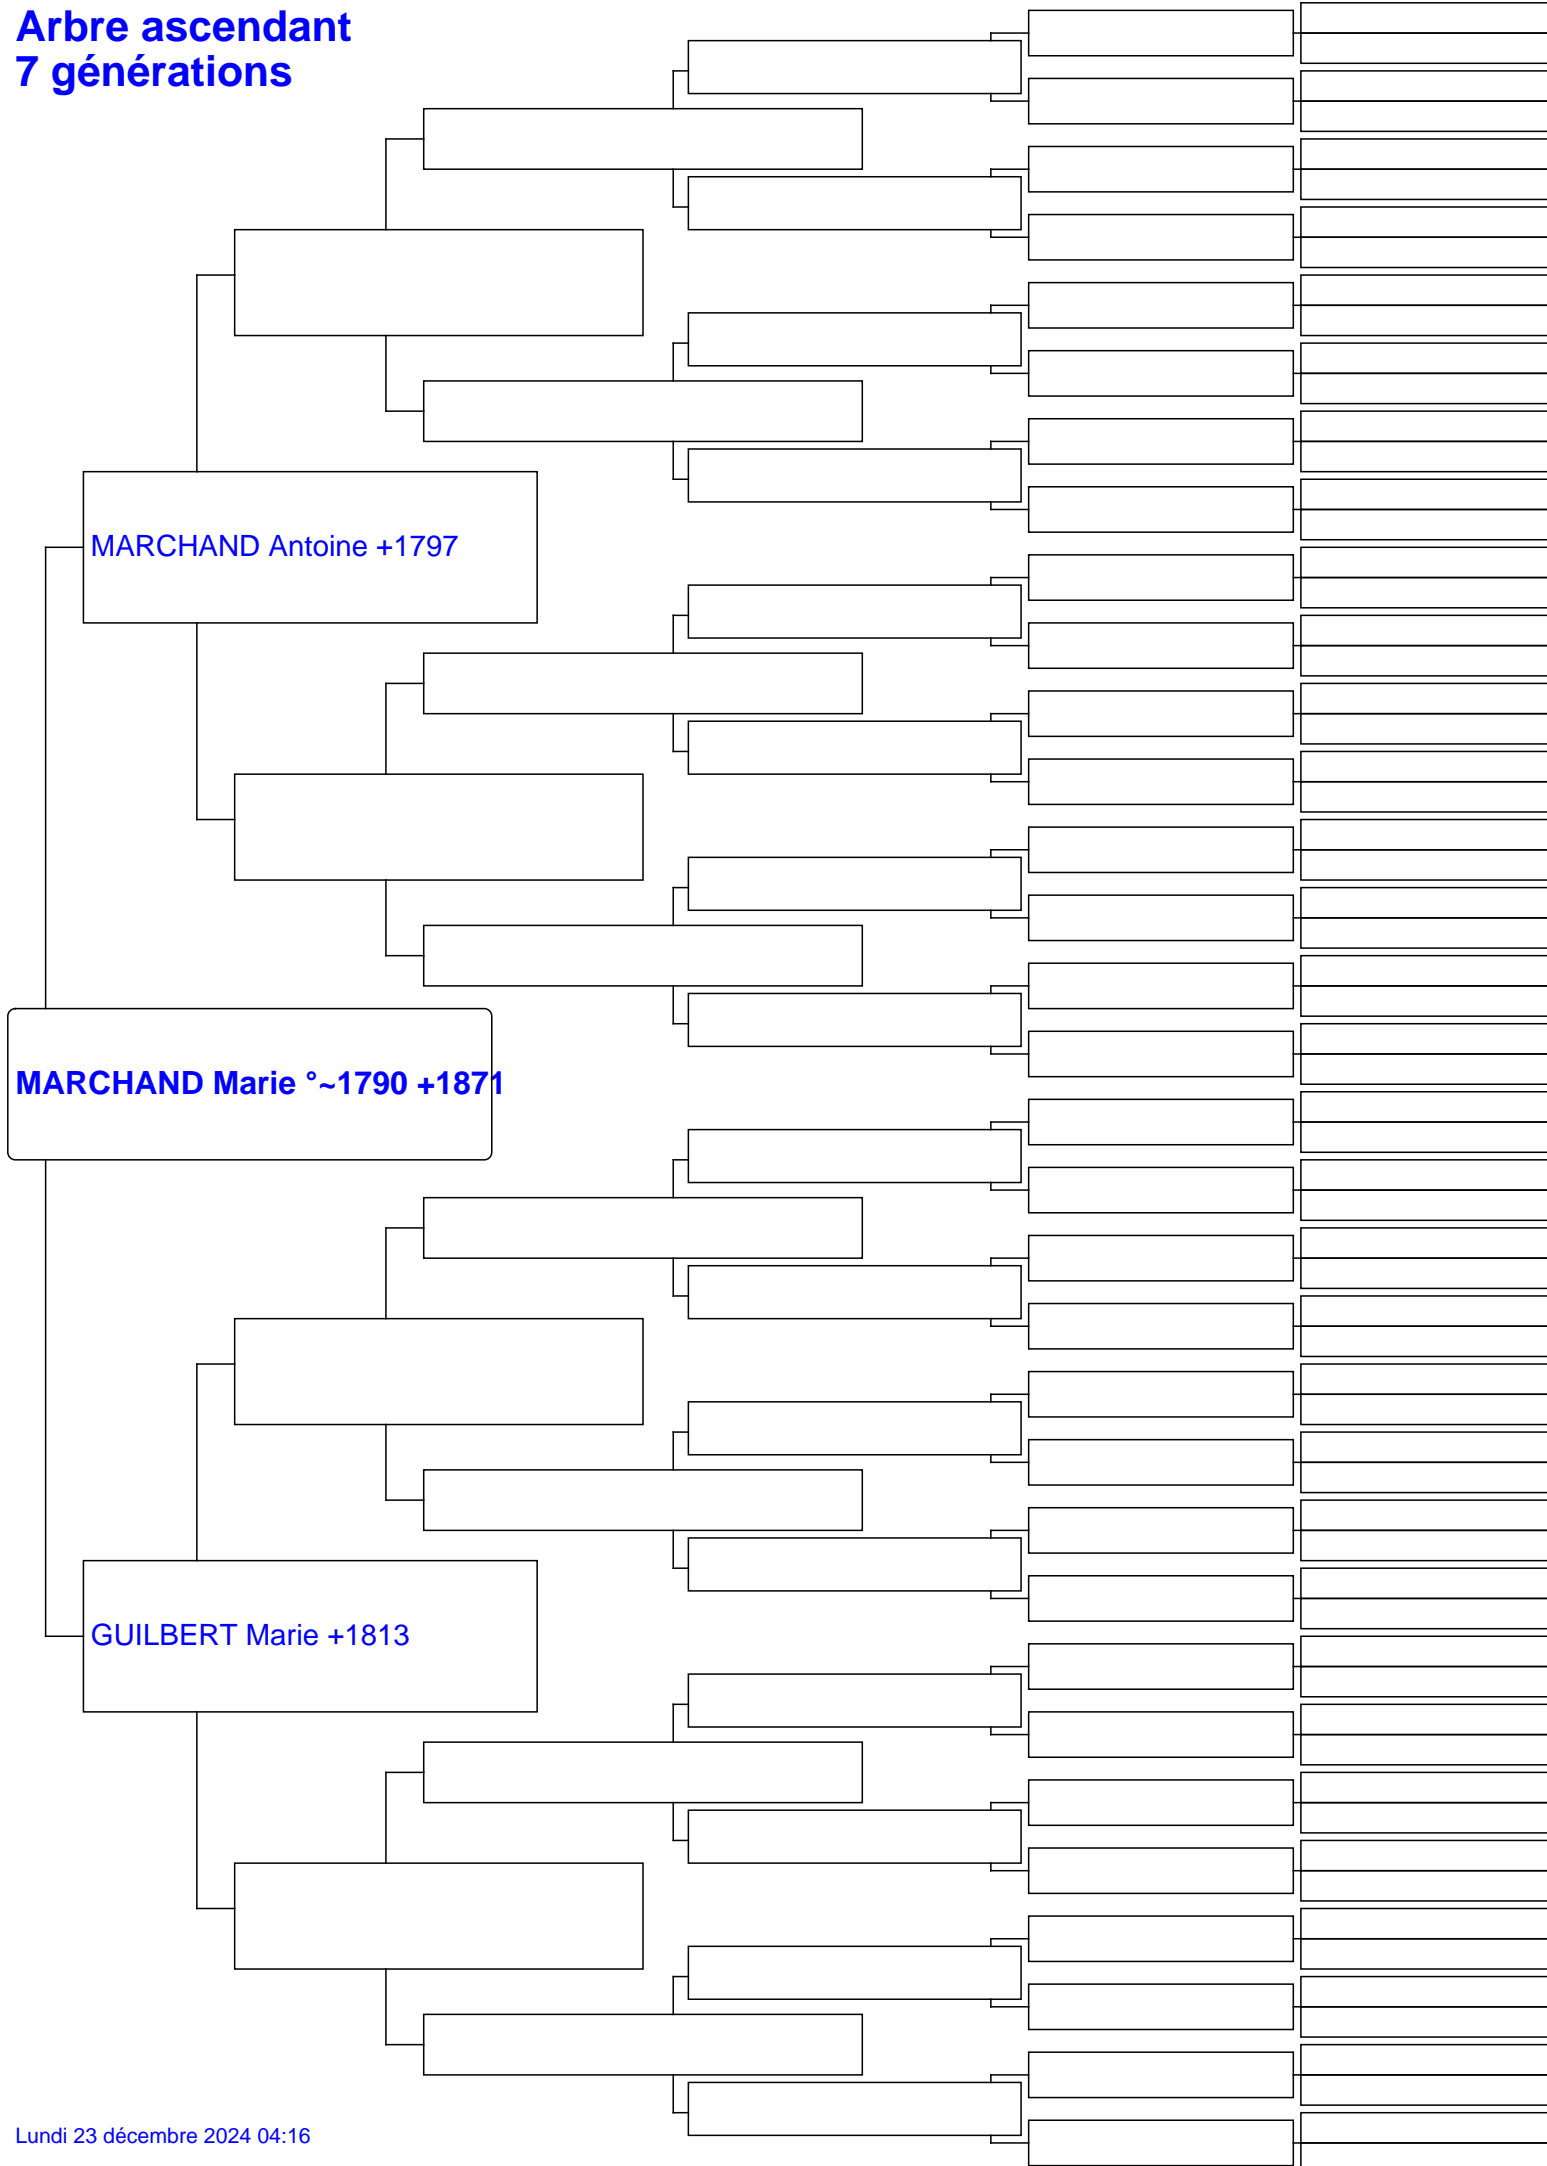 Arbre ascendant
7 générations
MARCHAND Antoine +1797
MARCHAND Marie °~1790 +1871
GUILBERT Marie +1813
Lundi 23 décembre 2024 04:16